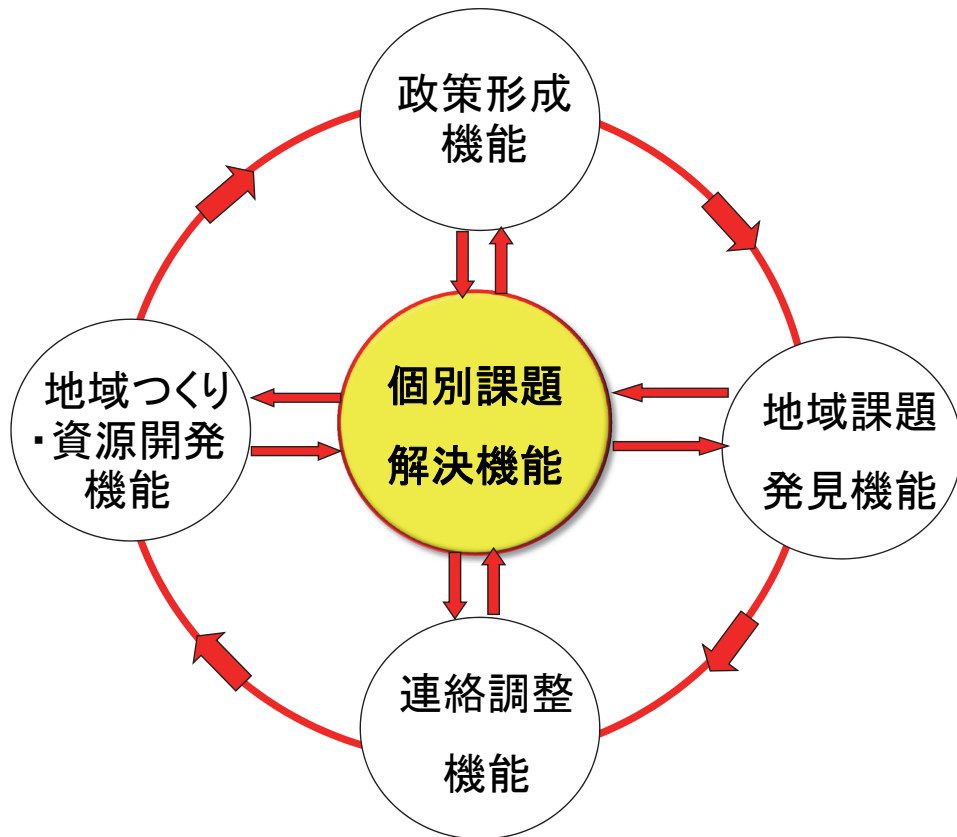 政策形成
機能
地域つくり
・資源開発
機能
個別課題
解決機能
地域課題
発見機能
連絡調整
機能